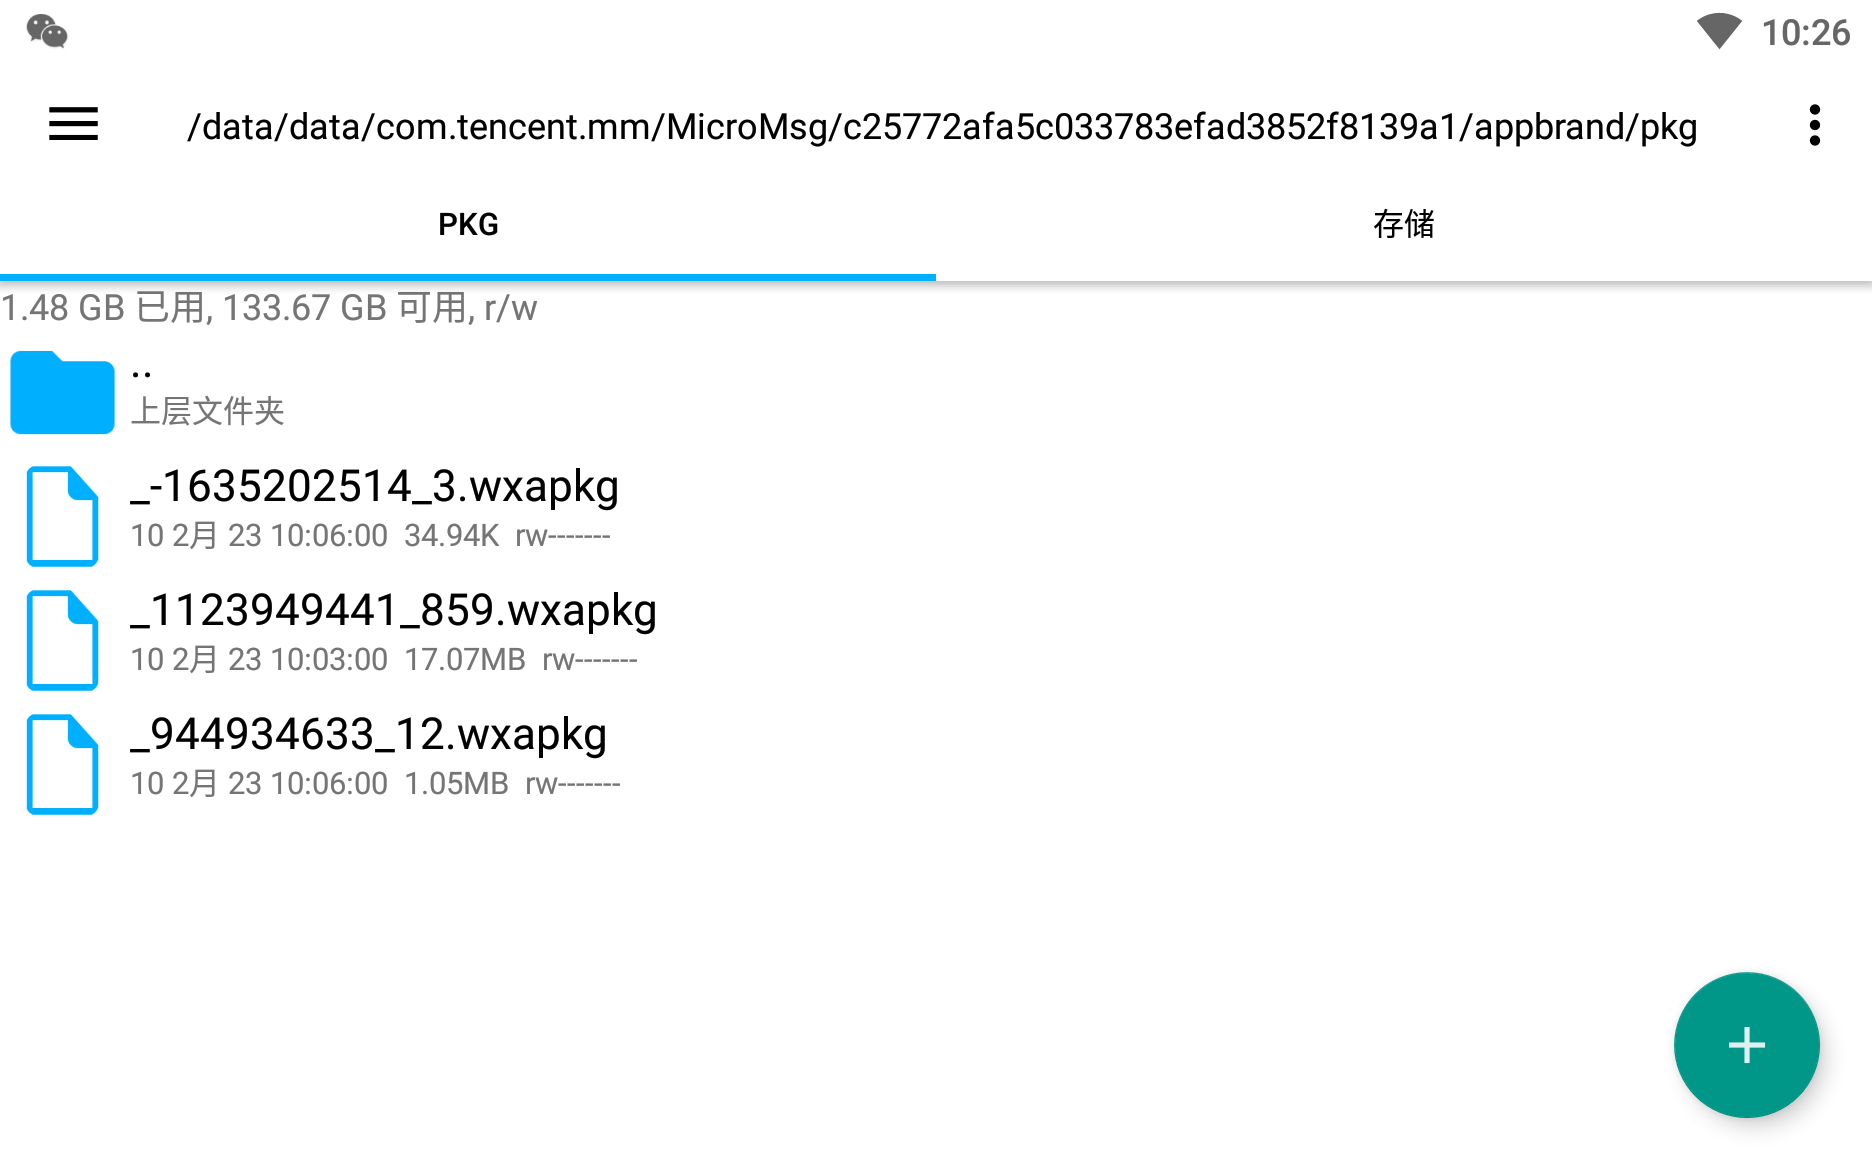 10:26
/data/data/com.tencent.mm/MicroMsg/c25772afa5c033783efad3852f8139a1/appbrand/pkg
PKG
存储
1.48 GB 已用, 133.67 GB 可用, r/w
..
上层文件夹
_-1635202514_3.wxapkg
10 2月 23 10:06:00 34.94K rw-------
_1123949441_859.wxapkg
10 2月 23 10:03:00 17.07MB rw-------
_944934633_12.wxapkg
10 2月 23 10:06:00 1.05MB rw-------